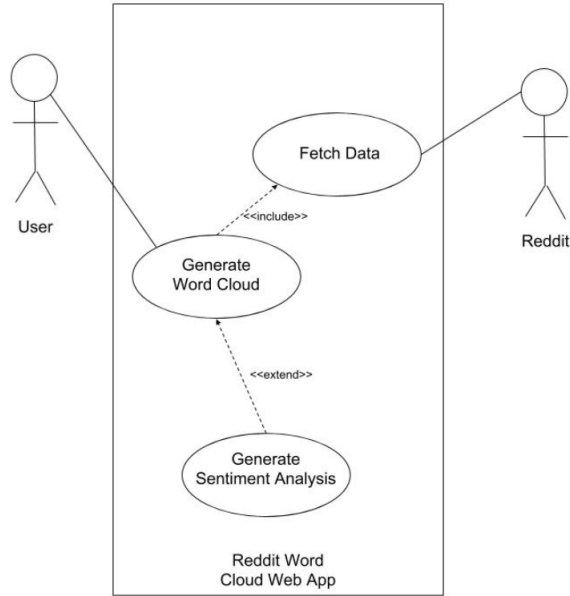 Fetch Data
<<include>>
User
Reddit
Generate
Word Cloud
<<extend>>
Generate
Sentiment Analysis
Reddit Word
Cloud Web App